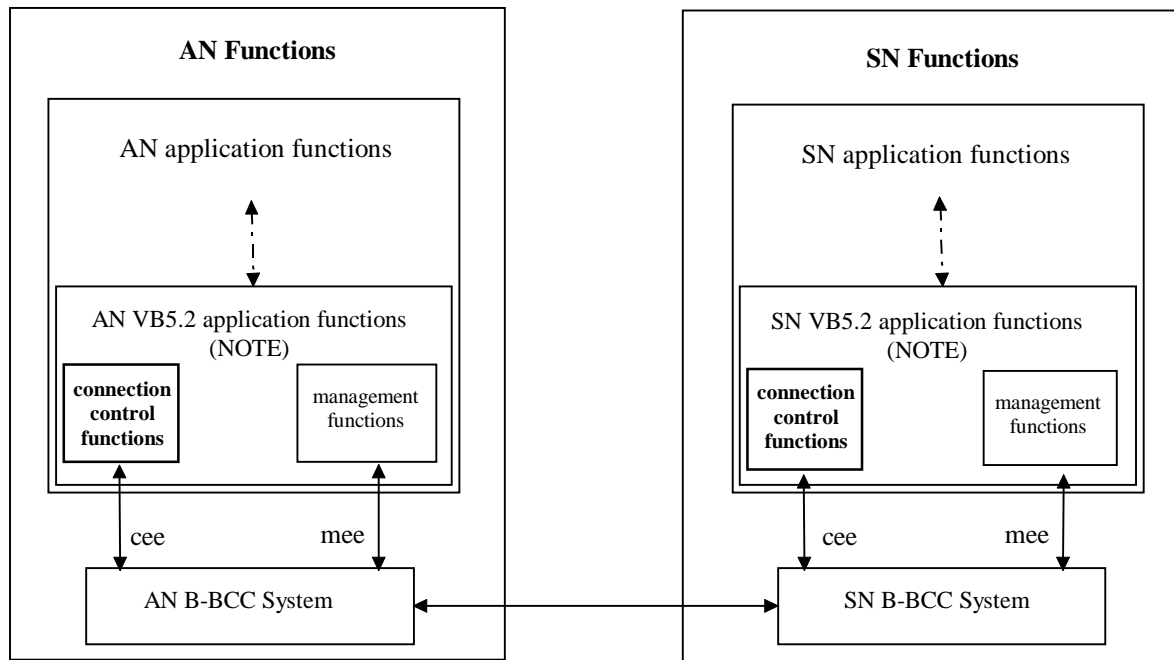 AN Functions
AN application functions
AN VB5.2 application functions
(NOTE)
connection
control
functions
management
functions
cee
mee
AN B-BCC System
SN Functions
SN application functions
SN VB5.2 application functions
(NOTE)
connection
control
functions
management
functions
cee
mee
SN B-BCC System